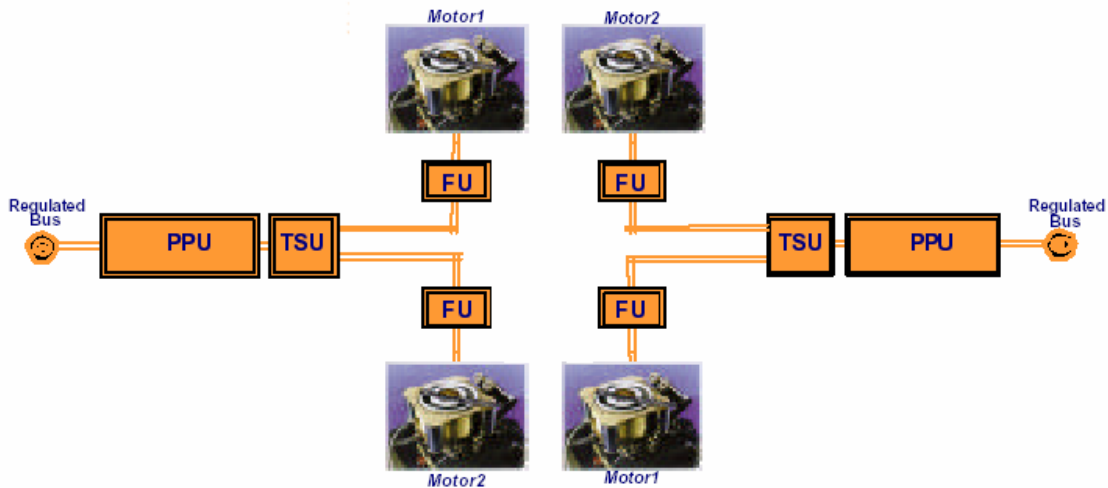 Motor1
Motor2
FU
FU
Regulated
Bus
PPU
TSU
TSU
PPU
Regulated
Bus
FU
FU
Motor2
Motor1